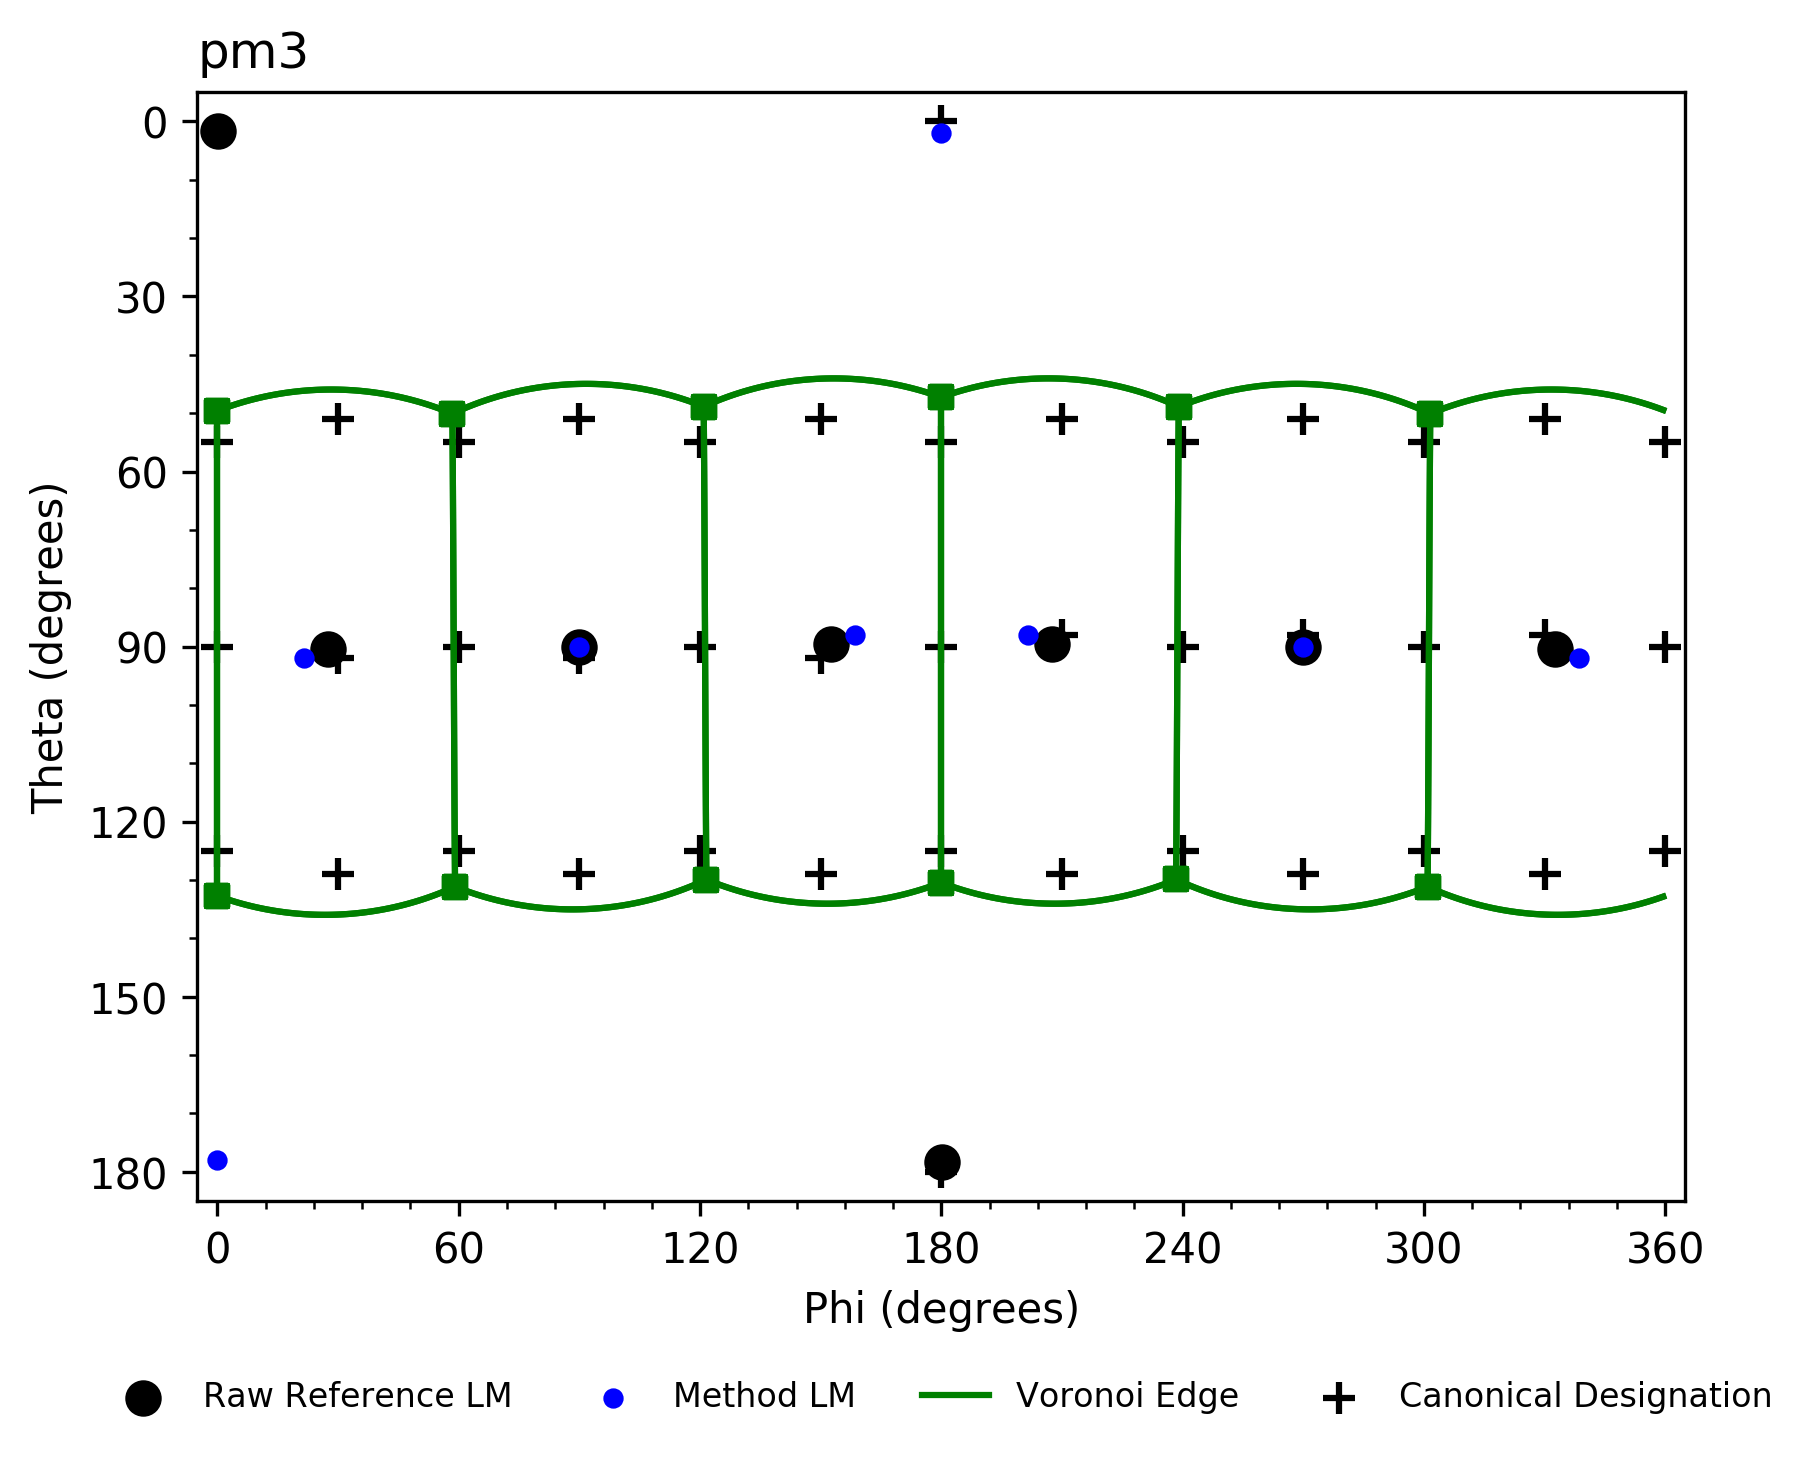 pm3
0
30
60
90
120
150
180
Theta (degrees)
0 60 120 180 240 300 360
Phi (degrees)
Raw Reference LM Method LM Voronoi Edge Canonical Designation